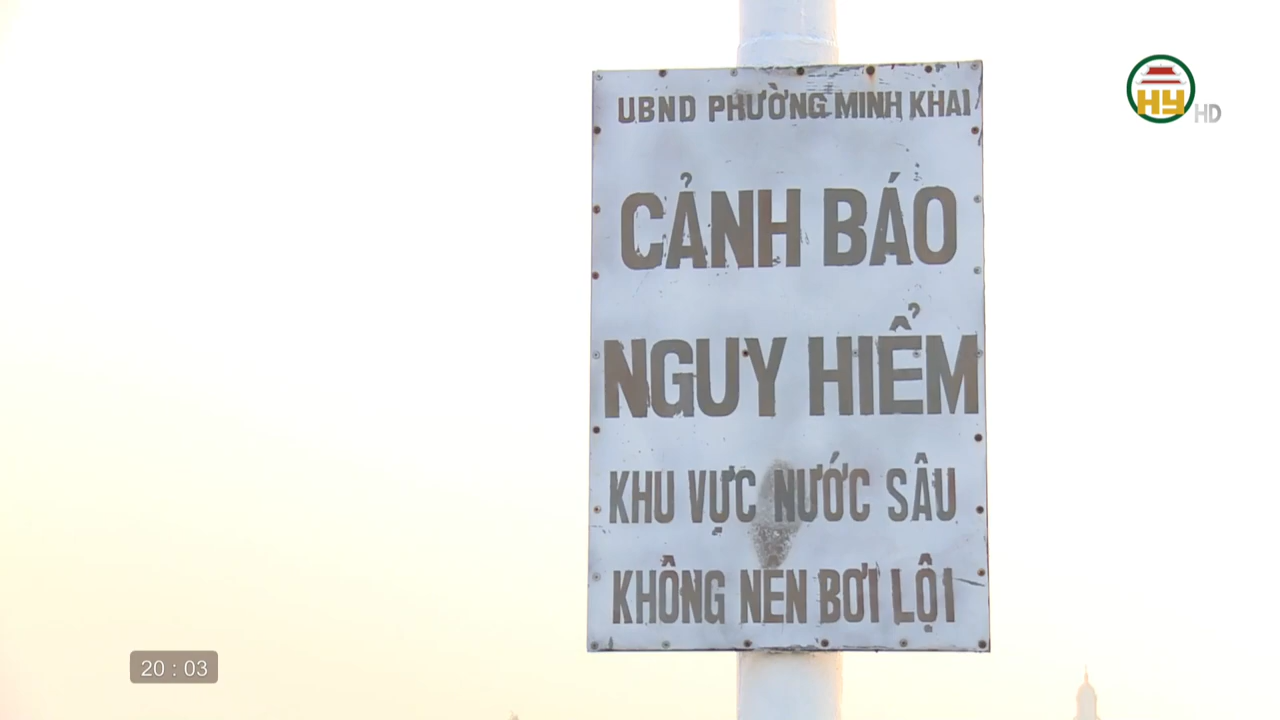 UBND PHƯỜNG MINH KHAI
CẢNH BÁO
NGUY HIỂM
KHU VỰC NƯỚC SÂU
KHÔNG NÊN BƠI LỘI
HY HD
20 : 03